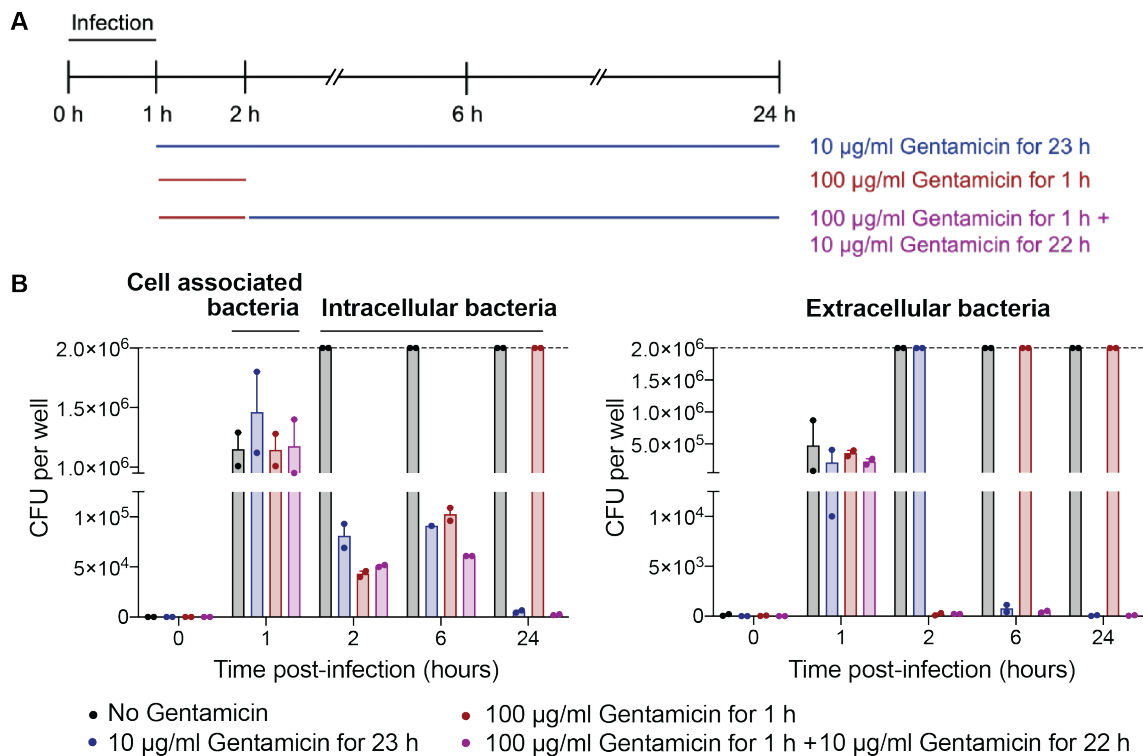 A
Infection
0 h 1 h 2 h 6 h 24 h
10 µg/ml Gentamicin for 23 h
100 µg/ml Gentamicin for 1 h
100 µg/ml Gentamicin for 1 h +
10 µg/ml Gentamicin for 22 h
B
Cell associated
bacteria
Intracellular bacteria
CFU per well
2.0×10⁶
1.5×10⁶
1.0×10⁶
1×10⁵
5×10⁴
0
0 1 2 6 24
Time post-infection (hours)
Extracellular bacteria
CFU per well
2.0×10⁶
1.5×10⁶
1.0×10⁶
5.0×10⁵
1×10⁴
5×10³
0
0 1 2 6 24
Time post-infection (hours)
No Gentamicin
10 µg/ml Gentamicin for 23 h
100 µg/ml Gentamicin for 1 h
100 µg/ml Gentamicin for 1 h +10 µg/ml Gentamicin for 22 h